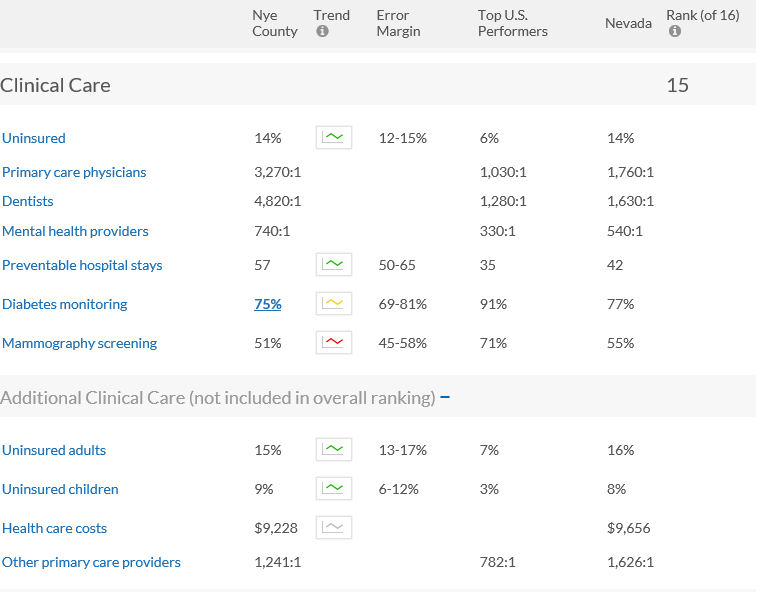 Nye County Trend Error Margin Top U.S. Performers Nevada Rank (of 16)
Clinical Care 15
Uninsured 14% 12-15% 6% 14%
Primary care physicians 3,270:1 1,030:1 1,760:1
Dentists 4,820:1 1,280:1 1,630:1
Mental health providers 740:1 330:1 540:1
Preventable hospital stays 57 50-65 35 42
Diabetes monitoring 75% 69-81% 91% 77%
Mammography screening 51% 45-58% 71% 55%
Additional Clinical Care (not included in overall ranking) –
Uninsured adults 15% 13-17% 7% 16%
Uninsured children 9% 6-12% 3% 8%
Health care costs $9,228 $9,656
Other primary care providers 1,241:1 782:1 1,626:1